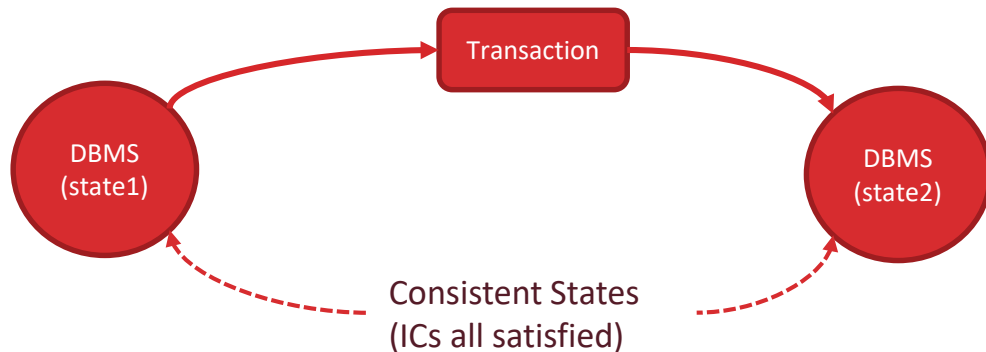 Transaction
DBMS
(state1)
DBMS
(state2)
Consistent States
(ICs all satisfied)